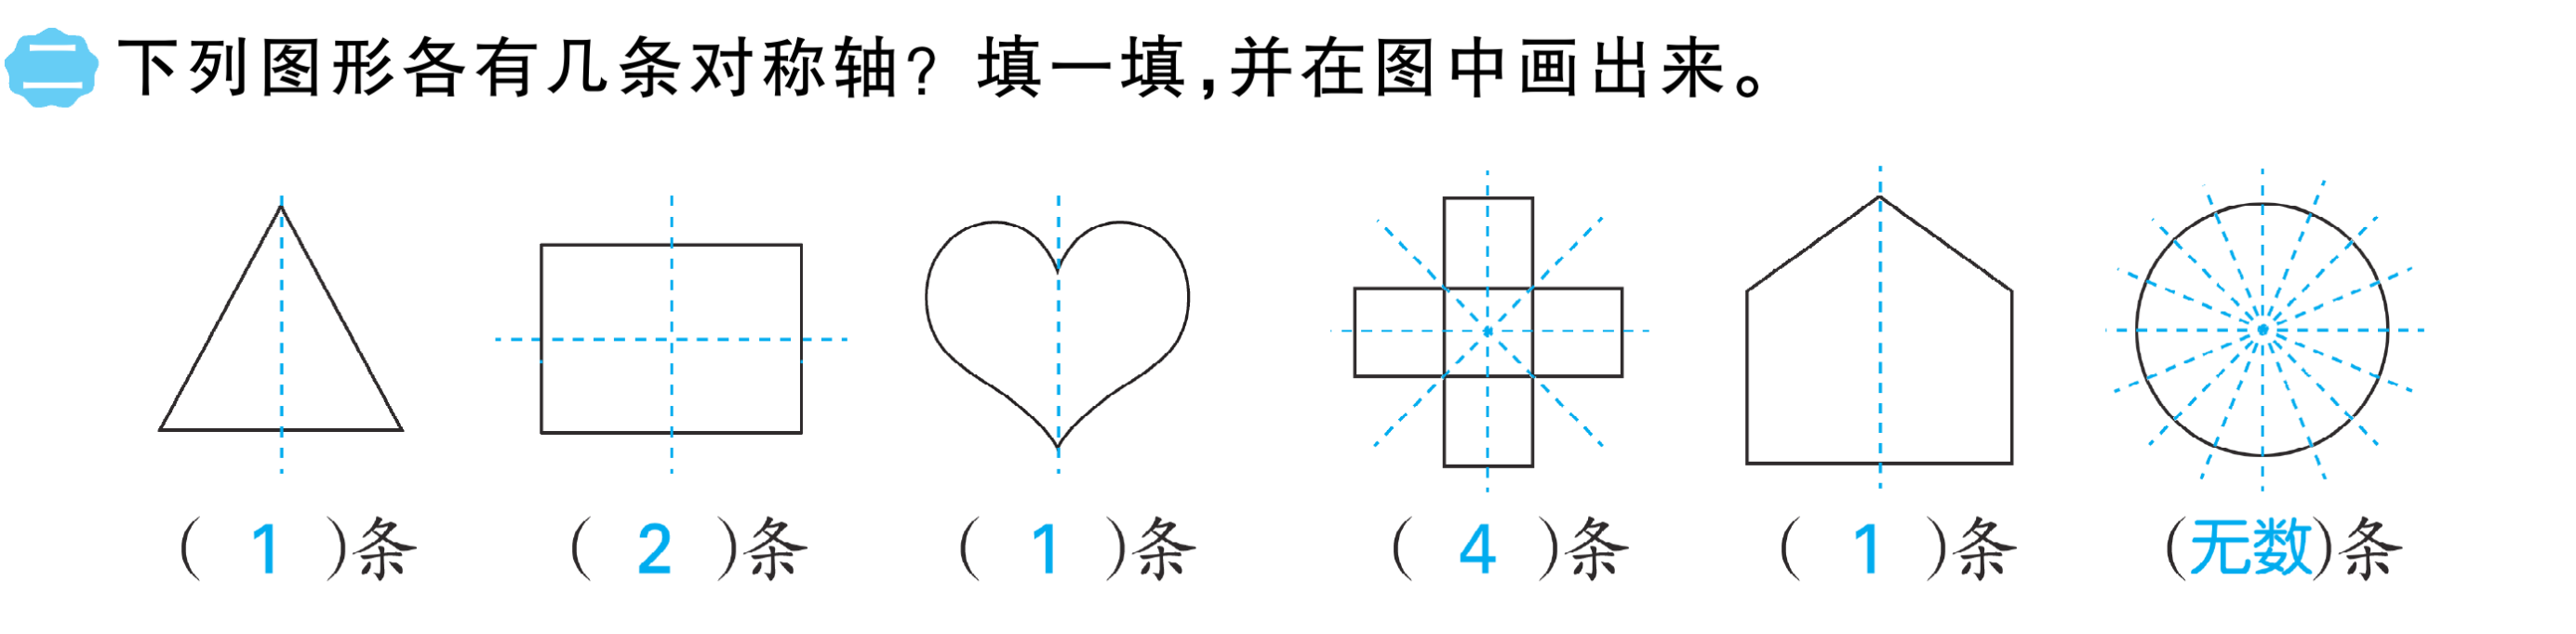 二 下列图形各有几条对称轴？填一填，并在图中画出来。
( 1 )条 ( 2 )条 ( 1 )条 ( 4 )条 ( 1 )条 (无数)条